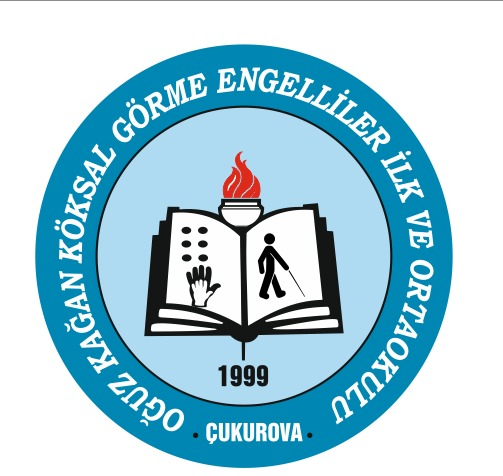 OĞUZ KAĞAN KÖKSAL GÖRME ENGELLİLER İLK VE ORTAOKULU
1999
· ÇUKUROVA ·